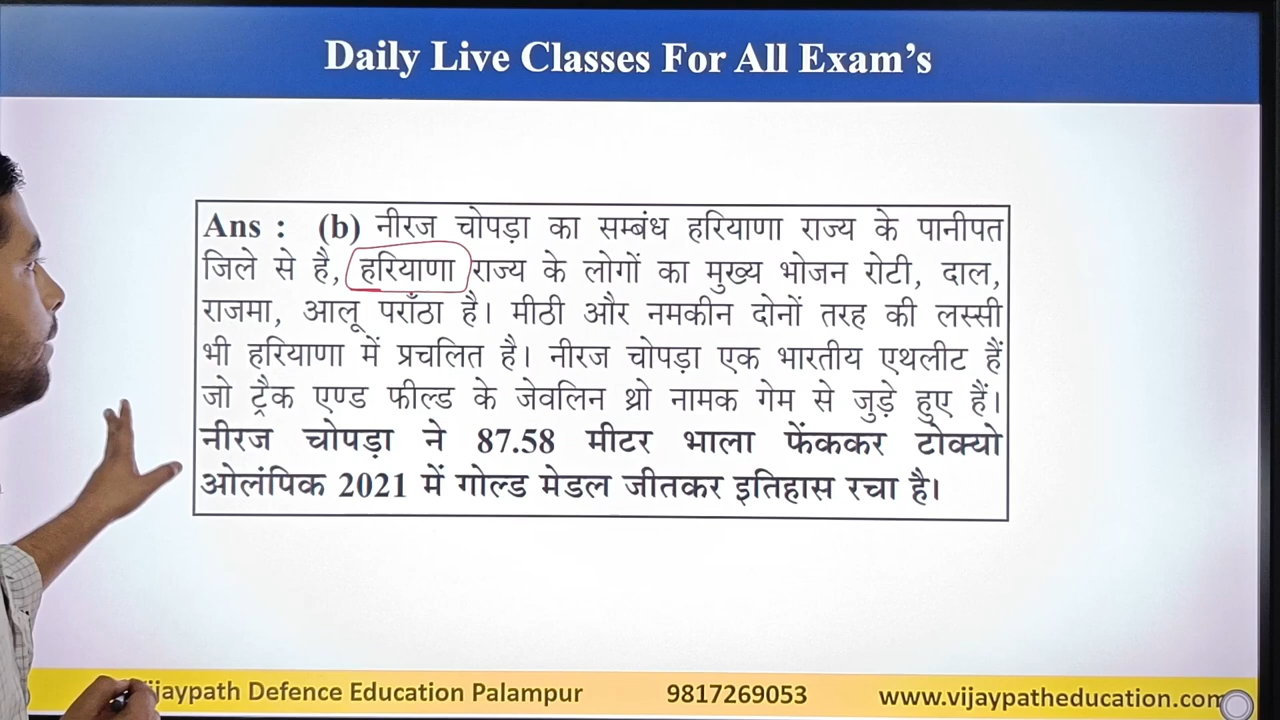 Daily Live Classes For All Exam's
Ans : (b) नीरज चोपड़ा का सम्बंध हरियाणा राज्य के पानीपत
जिले से है, हरियाणा राज्य के लोगों का मुख्य भोजन रोटी, दाल,
राजमा, आलू पराँठा है। मीठी और नमकीन दोनों तरह की लस्सी
भी हरियाणा में प्रचलित है। नीरज चोपड़ा एक भारतीय एथलीट हैं
जो ट्रैक एण्ड फील्ड के जेवलिन थ्रो नामक गेम से जुड़े हुए हैं।
नीरज चोपड़ा ने 87.58 मीटर भाला फेंककर टोक्यो
ओलंपिक 2021 में गोल्ड मेडल जीतकर इतिहास रचा है।
Defence Education Palampur 9817269053 www.vijaypatheducation.com